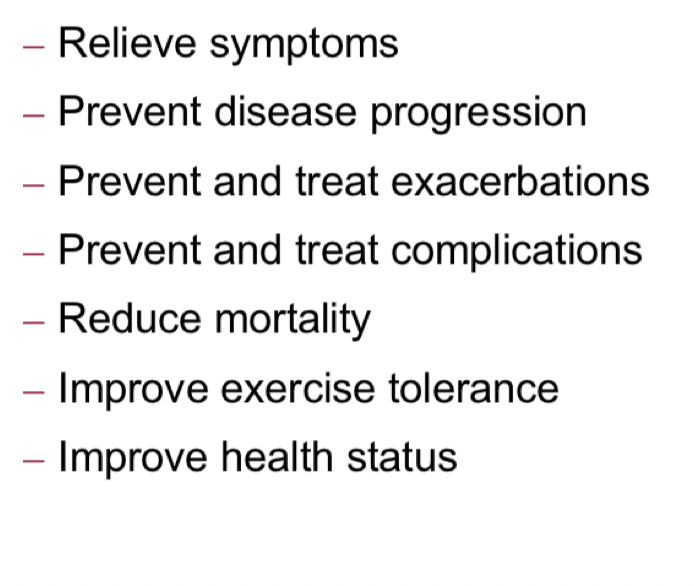 – Relieve symptoms
– Prevent disease progression
– Prevent and treat exacerbations
– Prevent and treat complications
– Reduce mortality
– Improve exercise tolerance
– Improve health status